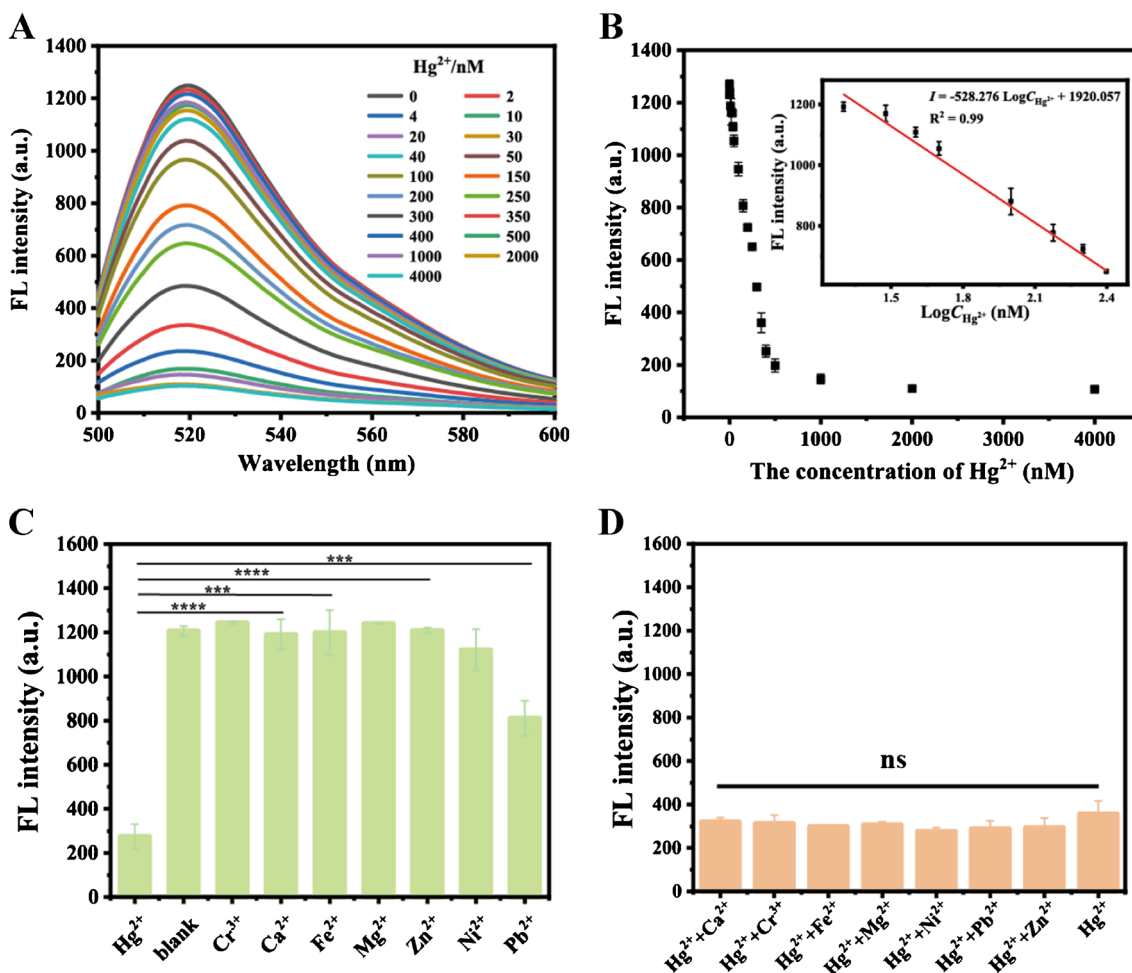 A
1400
1200
1000
800
600
400
200
0
500 520 540 560 580 600
Wavelength (nm)
FL intensity (a.u.)
Hg²⁺/nM
0 2
4 10
20 30
40 50
100 150
200 250
300 350
400 500
1000 2000
4000
B
1400
1200
1000
800
600
400
200
0
0 1000 2000 3000 4000
The concentration of Hg²⁺ (nM)
FL intensity (a.u.)
I = -528.276 LogC_Hg²⁺ + 1920.057
R² = 0.99
1200
1000
800
1.5 1.8 2.1 2.4
LogC_Hg²⁺ (nM)
FL intensity (a.u.)
C
1600
1400
1200
1000
800
600
400
200
0
FL intensity (a.u.)
***
****
***
****
Hg²⁺ blank Cr³⁺ Ca²⁺ Fe²⁺ Mg²⁺ Zn²⁺ Ni²⁺ Pb²⁺
D
1600
1400
1200
1000
800
600
400
200
0
FL intensity (a.u.)
ns
Hg²⁺+Ca²⁺ Hg²⁺+Cr³⁺ Hg²⁺+Fe²⁺ Hg²⁺+Mg²⁺ Hg²⁺+Ni²⁺ Hg²⁺+Pb²⁺ Hg²⁺+Zn²⁺ Hg²⁺